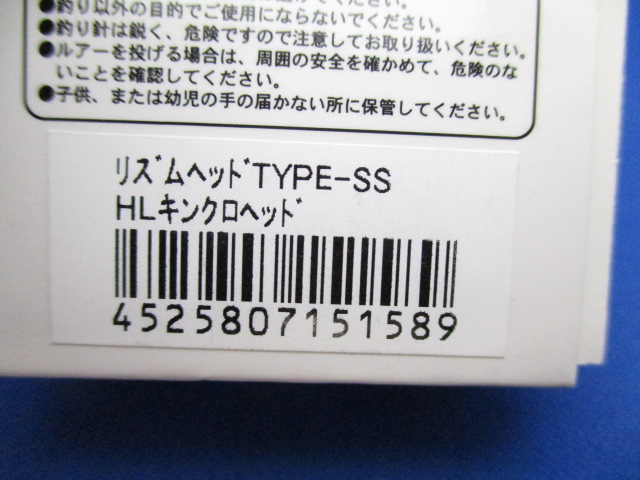 ●釣り以外の目的でご使用にならないでください。
●釣り針は鋭く、危険ですので注意してお取り扱いください。
●ルアーを投げる場合は、周囲の安全を確かめて、危険のな
いことを確認してください。
●子供、または幼児の手の届かない所に保管してください。
ﾘｽﾞﾑﾍｯﾄﾞTYPE-SS
HLｷﾝｸﾛﾍｯﾄﾞ
4525807151589